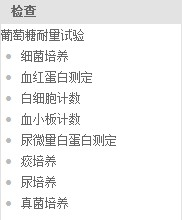 检查
葡萄糖耐量试验
细菌培养
血红蛋白测定
白细胞计数
血小板计数
尿微量白蛋白测定
痰培养
尿培养
真菌培养